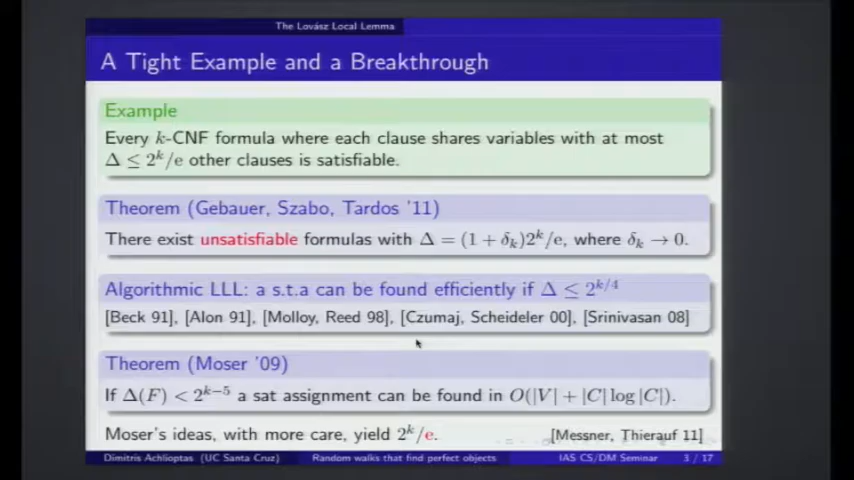 The Lovász Local Lemma
A Tight Example and a Breakthrough
Example
Every k-CNF formula where each clause shares variables with at most
Δ ≤ 2^k/e other clauses is satisfiable.
Theorem (Gebauer, Szabo, Tardos '11)
There exist unsatisfiable formulas with Δ = (1 + δ_k)2^k/e, where δ_k → 0.
Algorithmic LLL: a s.t.a can be found efficiently if Δ ≤ 2^{k/4}
[Beck 91], [Alon 91], [Molloy, Reed 98], [Czumaj, Scheideler 00], [Srinivasan 08]
Theorem (Moser '09)
If Δ(F) < 2^{k−5} a sat assignment can be found in O(|V| + |C| log |C|).
Moser's ideas, with more care, yield 2^k/e. [Messner, Thierauf 11]
Dimitris Achlioptas (UC Santa Cruz) Random walks that find perfect objects IAS CS/DM Seminar 3 / 17